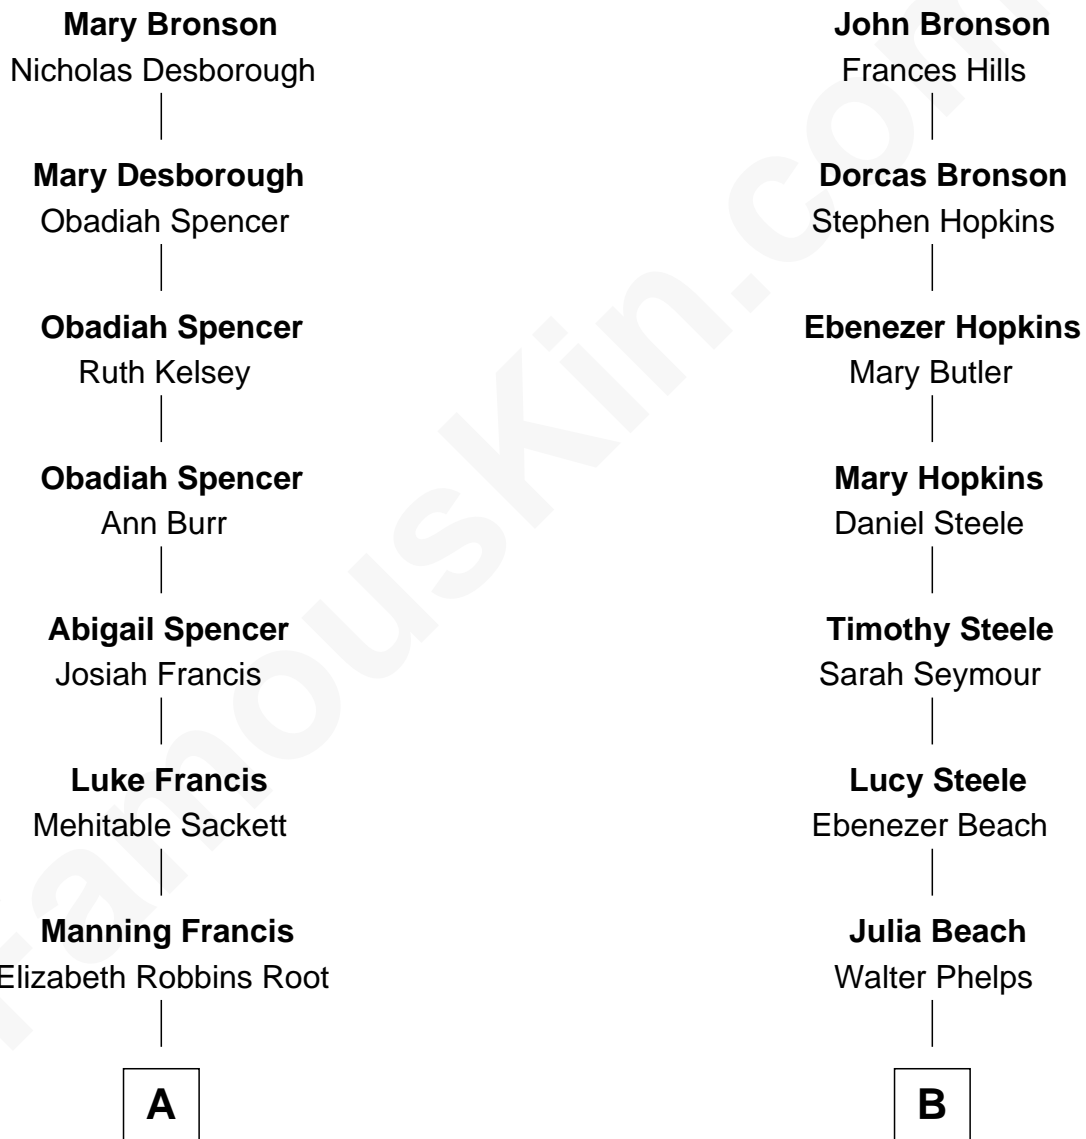 Mary Bronson
Nicholas Desborough
Mary Desborough
Obadiah Spencer
Obadiah Spencer
Ruth Kelsey
Obadiah Spencer
Ann Burr
Abigail Spencer
Josiah Francis
Luke Francis
Mehitable Sackett
Manning Francis
Elizabeth Robbins Root
A
John Bronson
Frances Hills
Dorcas Bronson
Stephen Hopkins
Ebenezer Hopkins
Mary Butler
Mary Hopkins
Daniel Steele
Timothy Steele
Sarah Seymour
Lucy Steele
Ebenezer Beach
Julia Beach
Walter Phelps
B
FamousKin.com